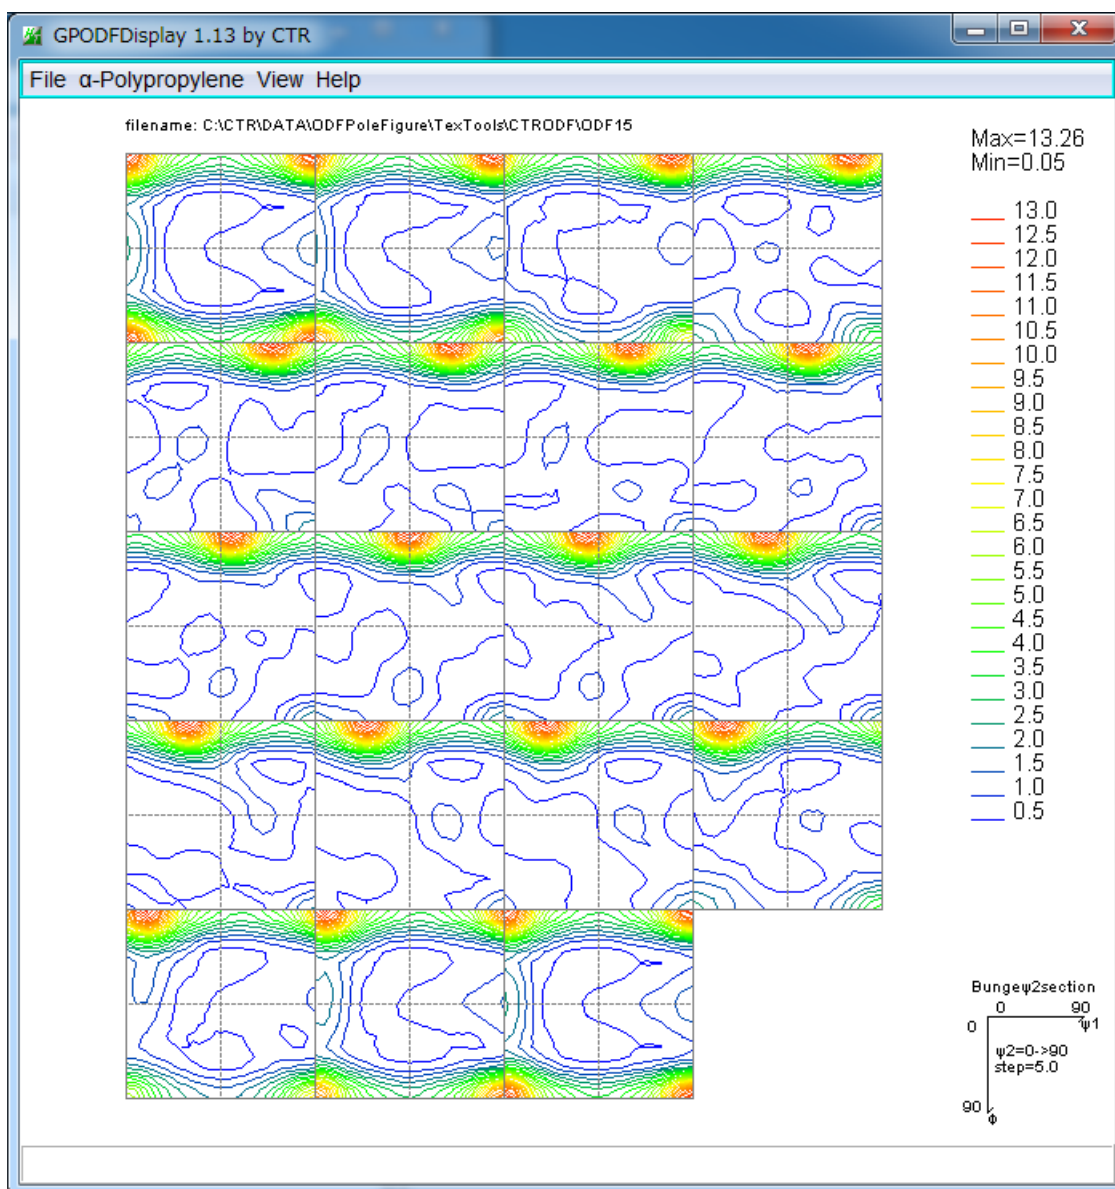 GPODFDisplay 1.13 by CTR
File α-Polypropylene View Help
filename: C:\CTR\DATA\ODFPoleFigure\TexTools\CTRODF\ODF15
Max=13.26
Min=0.05
13.0
12.5
12.0
11.5
11.0
10.5
10.0
9.5
9.0
8.5
8.0
7.5
7.0
6.5
6.0
5.5
5.0
4.5
4.0
3.5
3.0
2.5
2.0
1.5
1.0
0.5
Bungeψ2section
0 90
0 ψ1
ψ2=0->90
step=5.0
90
Φ